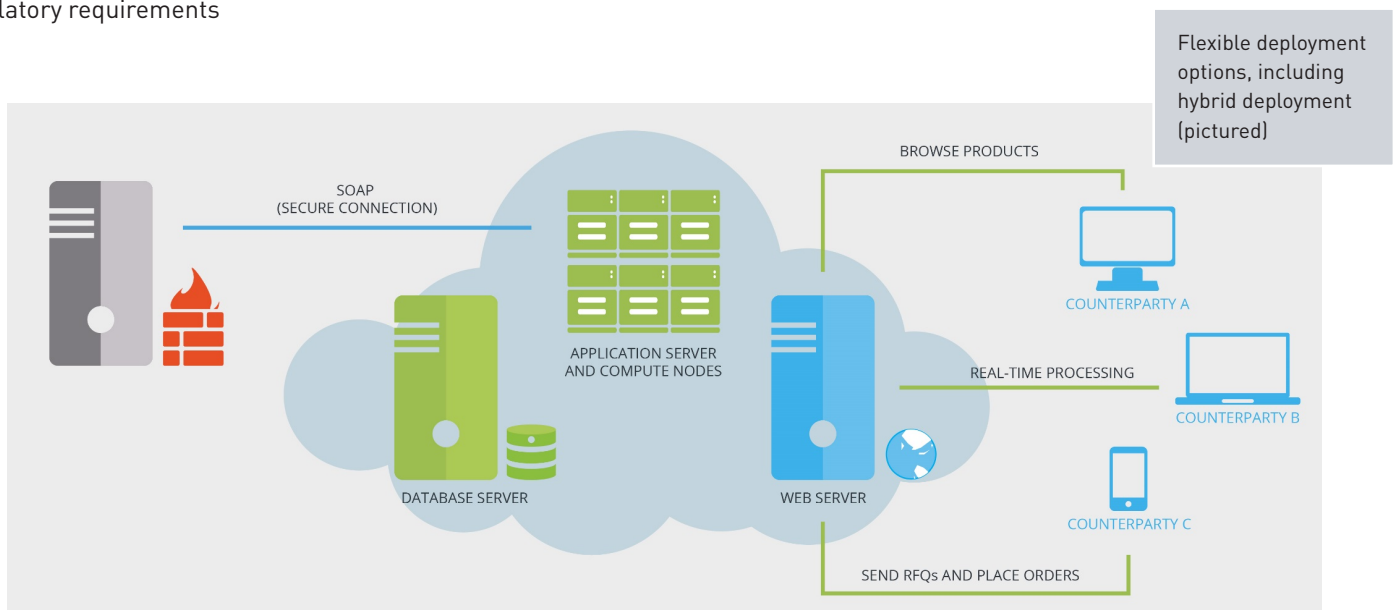 latory requirements
Flexible deployment
options, including
hybrid deployment
(pictured)
BROWSE PRODUCTS
SOAP
(SECURE CONNECTION)
COUNTERPARTY A
APPLICATION SERVER
AND COMPUTE NODES
REAL-TIME PROCESSING
COUNTERPARTY B
DATABASE SERVER
WEB SERVER
COUNTERPARTY C
SEND RFQs AND PLACE ORDERS